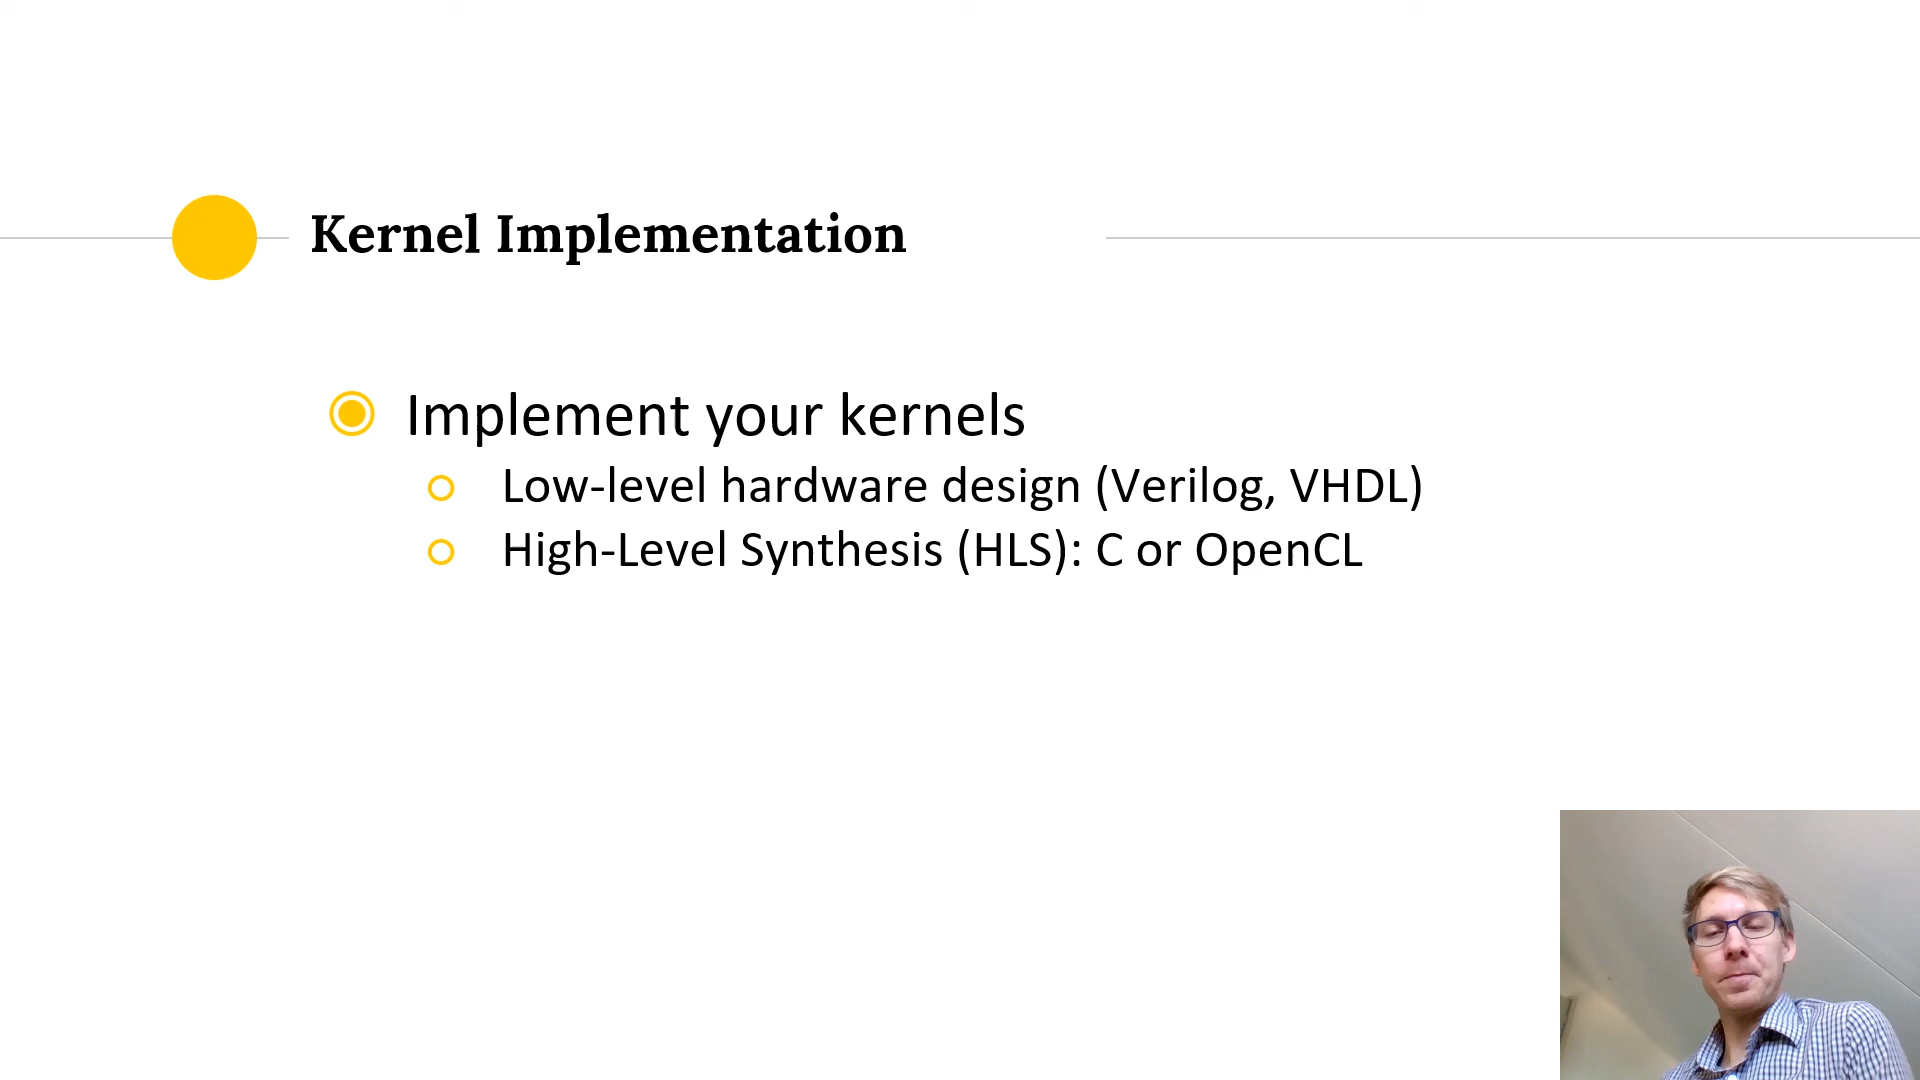 Kernel Implementation
Implement your kernels
Low-level hardware design (Verilog, VHDL)
High-Level Synthesis (HLS): C or OpenCL